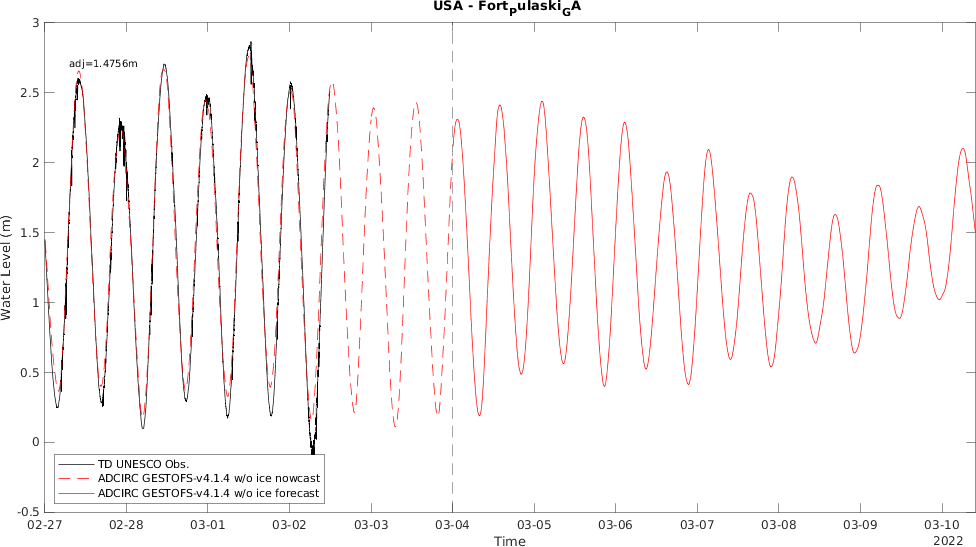 USA - Fort_Pulaski_GA
3
adj=1.4756m
2.5
2
1.5
1
0.5
0
-0.5
Water Level (m)
TD UNESCO Obs.
ADCIRC GESTOFS-v4.1.4 w/o ice nowcast
ADCIRC GESTOFS-v4.1.4 w/o ice forecast
02-27 02-28 03-01 03-02 03-03 03-04 03-05 03-06 03-07 03-08 03-09 03-10
Time
2022